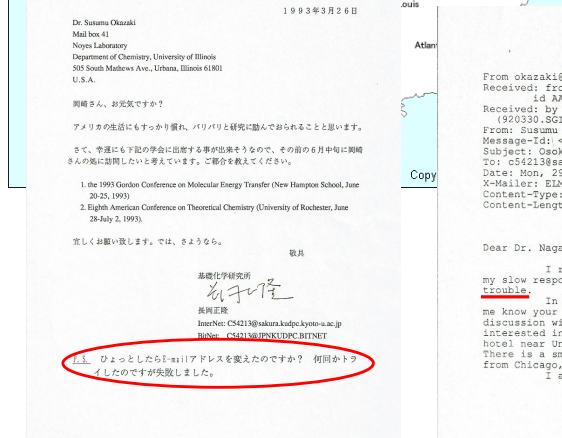 .ouis
Atlan
Copy
1993年3月26日
Dr. Susumu Okazaki
Mail box 41
Noyes Laboratory
Department of Chemistry, University of Illinois
505 South Mathews Ave., Urbana, Illinois 61801
U.S.A.
岡崎さん、お元気ですか？
アメリカの生活にもすっかり慣れ、バリバリと研究に励んでおられることと思います。
さて、幸運にも下記の学会に出席する事が出来そうなので、その前の6月中旬に岡崎
さんの処に訪問したいと考えています。ご都合を教えてください。
1. the 1993 Gordon Conference on Molecular Energy Transfer (New Hampton School, June
20-25, 1993)
2. Eighth American Conference on Theoretical Chemistry (University of Rochester, June
28-July 2, 1993).
宜しくお願い致します。では、さようなら。
敬具
基礎化学研究所
長岡正隆
InterNet: C54213@sakura.kudpc.kyoto-u.ac.jp
BitNet: C54213@JPNKUDPC.BITNET
P.S. ひょっとしたらE-mailアドレスを変えたのですか？ 何回かトラ
イしたのですが失敗しました。
From okazaki@
Received: fro
id AA
Received: by
(920330.SGI
From: Susumu
Message-Id: <
Subject: Osok
To: c54213@sa
Date: Mon, 29
X-Mailer: ELM
Content-Type:
Content-Lengt
Dear Dr. Naga
I r
my slow respo
trouble.
In
me know your
discussion wi
interested in
hotel near Un
There is a sm
from Chicago,
I a